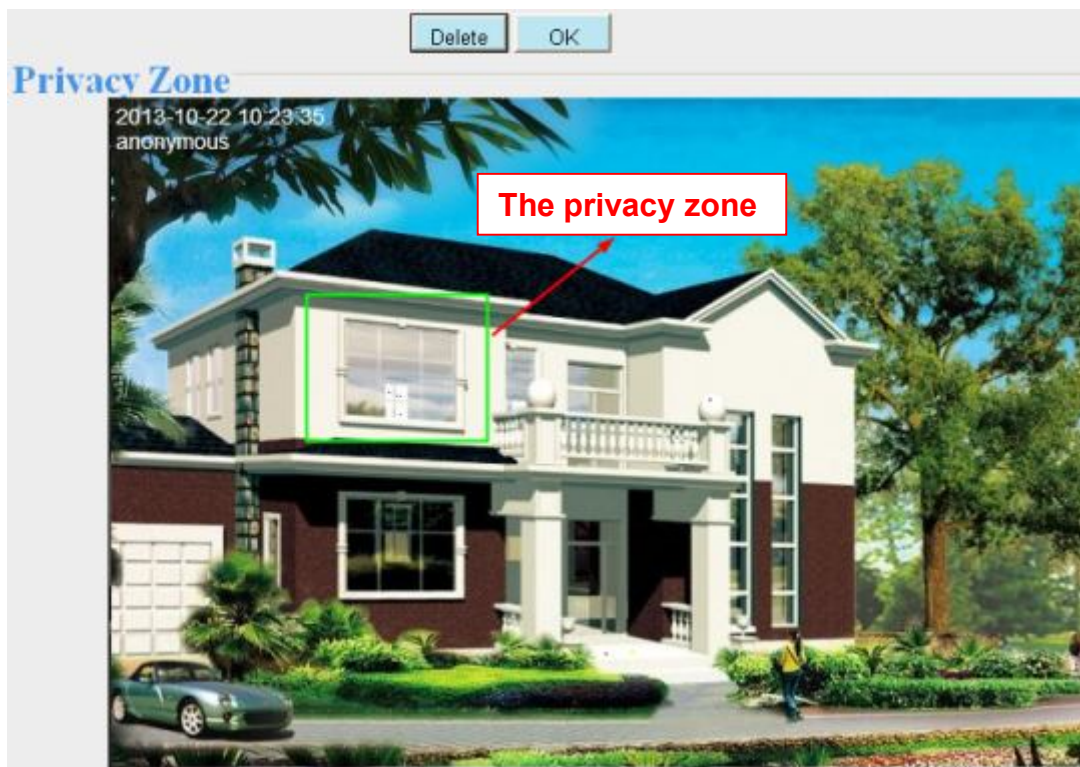 Delete OK
Privacy Zone
2013-10-22 10:23:35
anonymous
The privacy zone